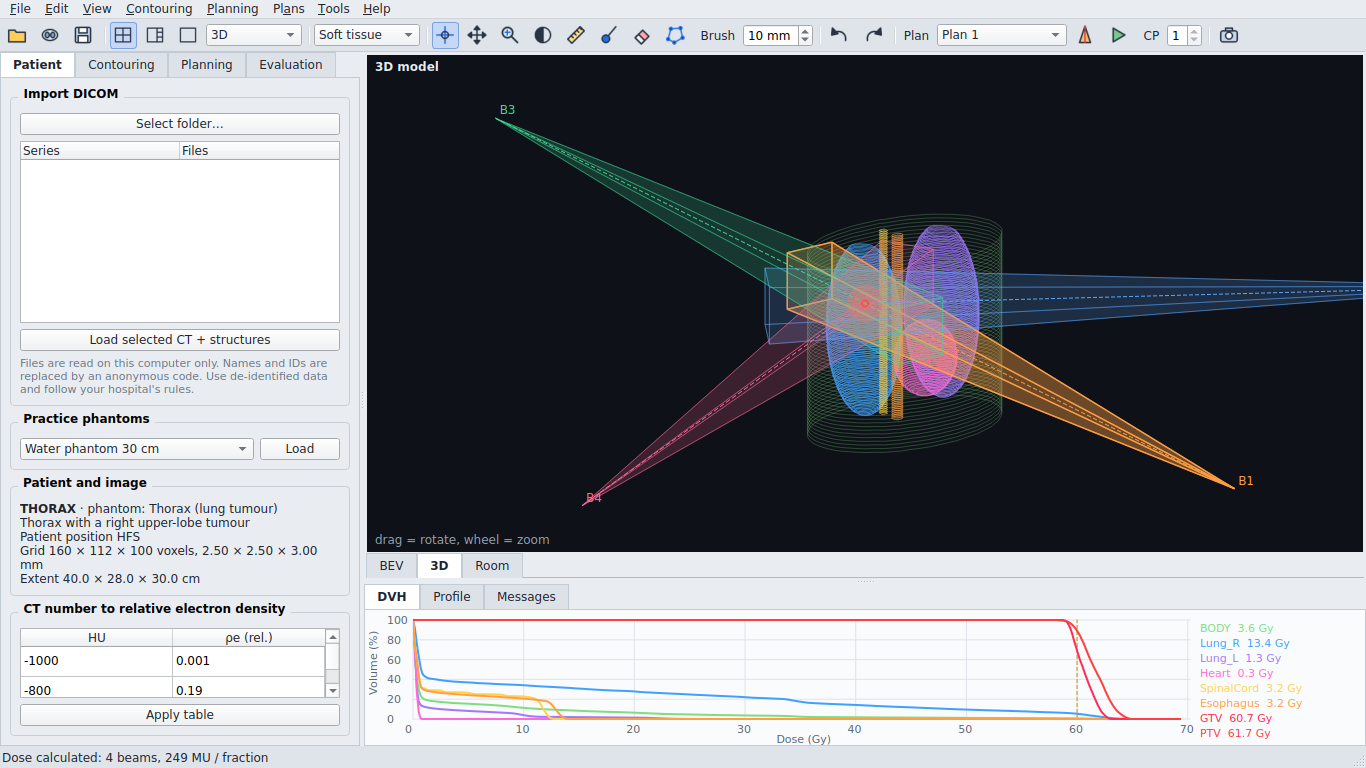 File Edit View Contouring Planning Plans Tools Help
3D Soft tissue Brush 10 mm Plan Plan 1 CP 1
Patient Contouring Planning Evaluation
Import DICOM
Select folder...
Series Files
Load selected CT + structures
Files are read on this computer only. Names and IDs are
replaced by an anonymous code. Use de-identified data
and follow your hospital's rules.
Practice phantoms
Water phantom 30 cm Load
Patient and image
THORAX · phantom: Thorax (lung tumour)
Thorax with a right upper-lobe tumour
Patient position HFS
Grid 160 × 112 × 100 voxels, 2.50 × 2.50 × 3.00
mm
Extent 40.0 × 28.0 × 30.0 cm
CT number to relative electron density
HU ρe (rel.)
-1000 0.001
-800 0.19
Apply table
3D model
B3
B1
B4
drag = rotate, wheel = zoom
BEV 3D Room
DVH Profile Messages
Volume (%)
100
80
60
40
20
0
0 10 20 30 40 50 60 70
Dose (Gy)
BODY 3.6 Gy
Lung_R 13.4 Gy
Lung_L 1.3 Gy
Heart 0.3 Gy
SpinalCord 3.2 Gy
Esophagus 3.2 Gy
GTV 60.7 Gy
PTV 61.7 Gy
Dose calculated: 4 beams, 249 MU / fraction